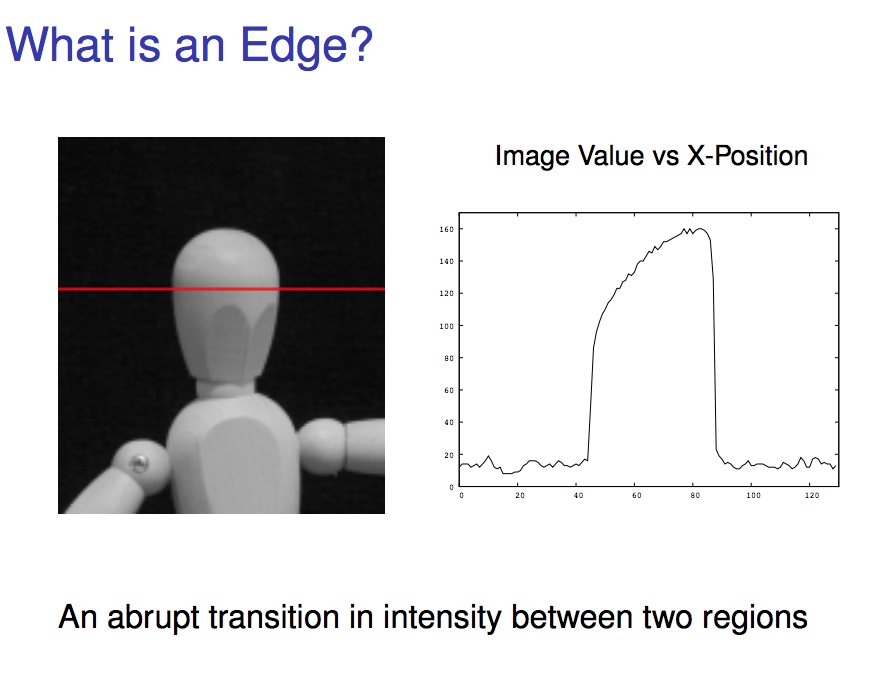 What is an Edge?
Image Value vs X-Position
160
140
120
100
80
60
40
20
0
0 20 40 60 80 100 120
An abrupt transition in intensity between two regions